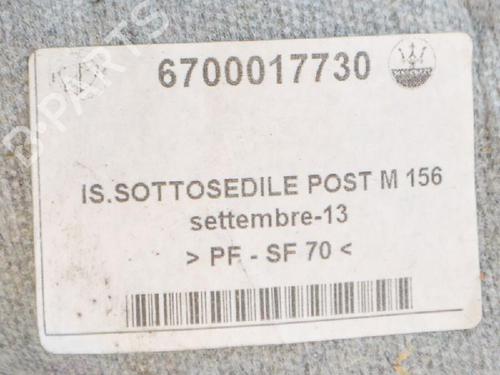 6700017730
IS.SOTTOSEDILE POST M 156
settembre-13
> PF - SF 70 <